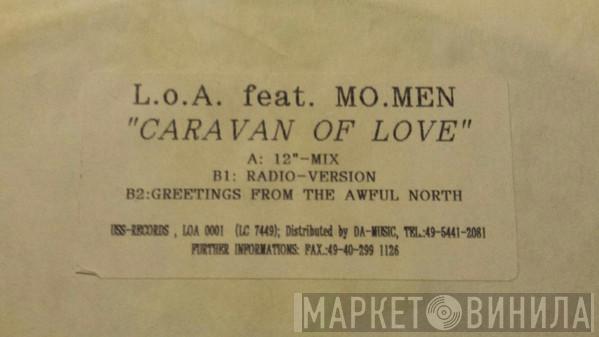 L.o.A. feat. MO.MEN
"CARAVAN OF LOVE"
A: 12"-MIX
B1: RADIO-VERSION
B2:GREETINGS FROM THE AWFUL NORTH
USS-RECORDS , LOA 0001 (LC 7449); Distributed by DA-MUSIC, TEL.:49-5441-2081
FURTHER INFORMATIONS: FAX.:49-40-299 1126
МАРКЕТ ВИНИЛА